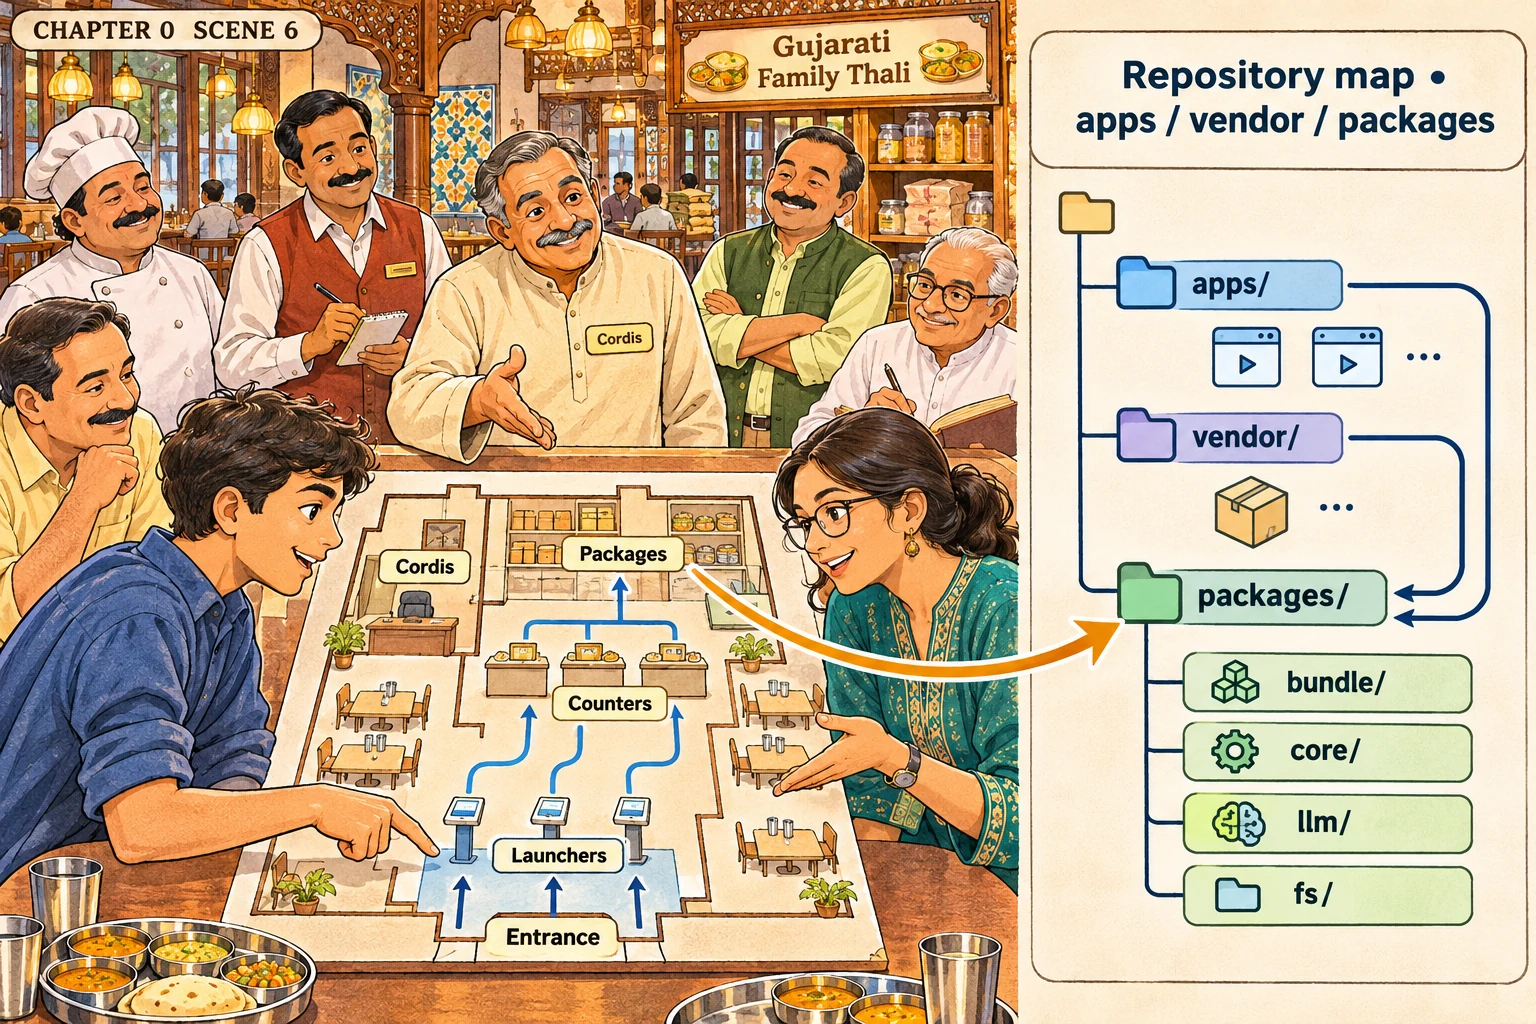 CHAPTER 0 SCENE 6
Gujarati
Family Thali
Cordis
Cordis
Packages
Counters
Launchers
Entrance
Repository map •
apps / vendor / packages
apps/
...
vendor/
...
packages/
bundle/
core/
llm/
fs/